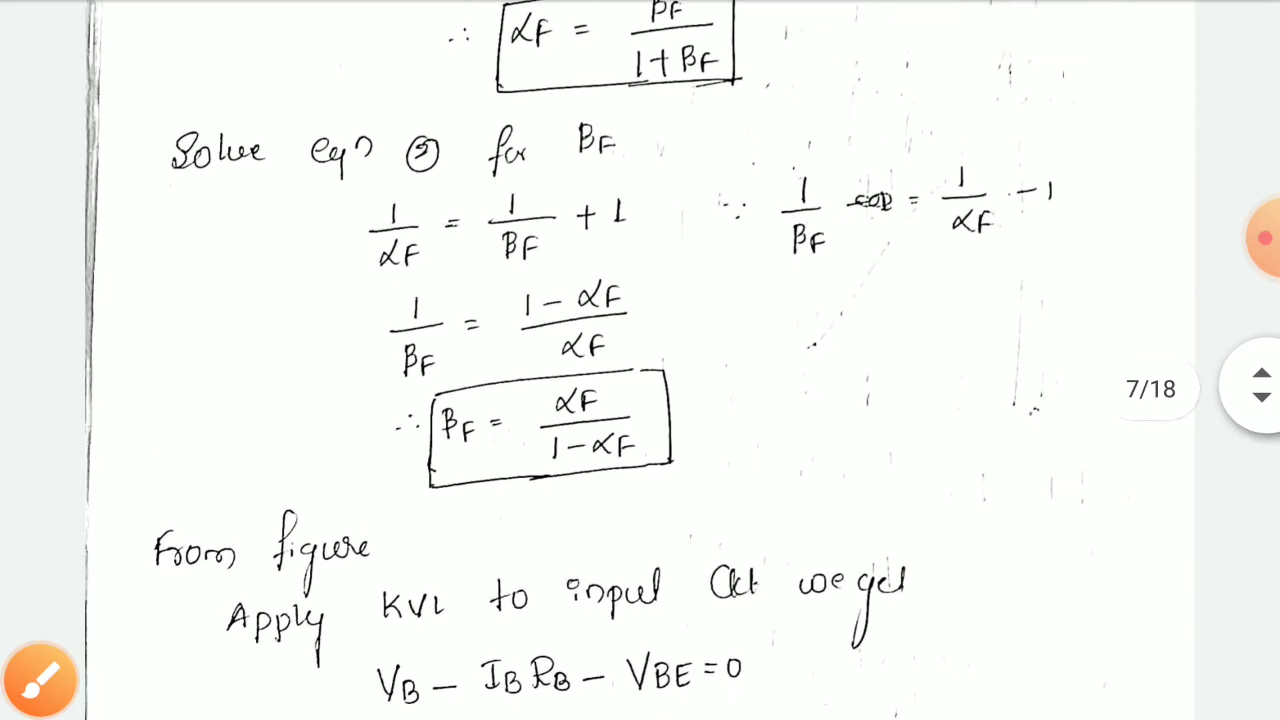 ∴ αF = βF / 1 + βF
Solve eqn ③ for βF
1/αF = 1/βF + 1 ∵ 1/βF = 1/αF - 1
1/βF = 1 - αF / αF
∴ βF = αF / 1 - αF
7/18
From figure
Apply KVL to input Ckt we get
VB - IB RB - VBE = 0